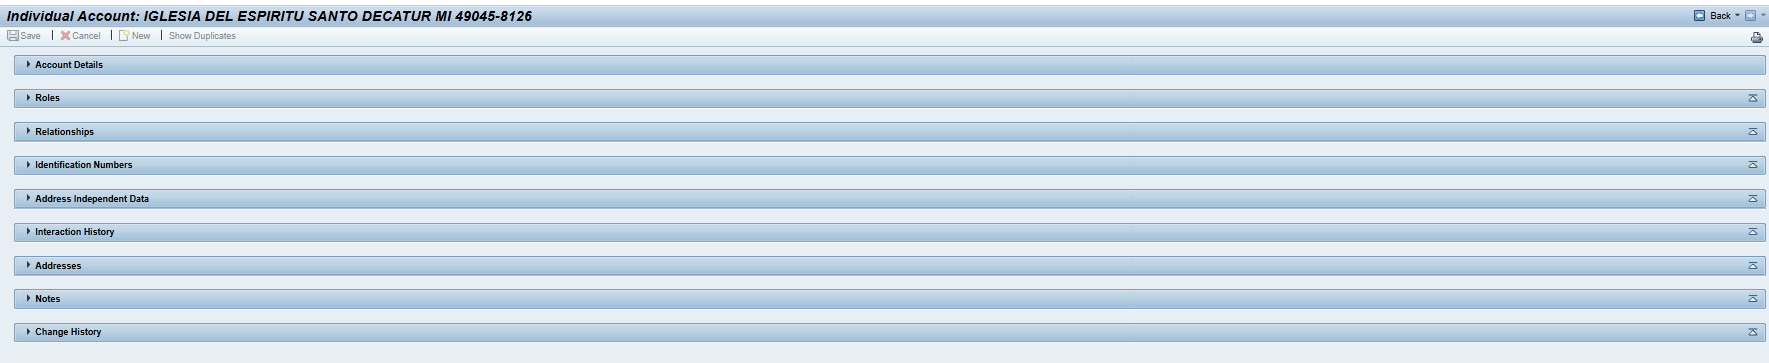 Individual Account: IGLESIA DEL ESPIRITU SANTO DECATUR MI 49045-8126
Back
Save | Cancel | New | Show Duplicates
Account Details
Roles
Relationships
Identification Numbers
Address Independent Data
Interaction History
Addresses
Notes
Change History